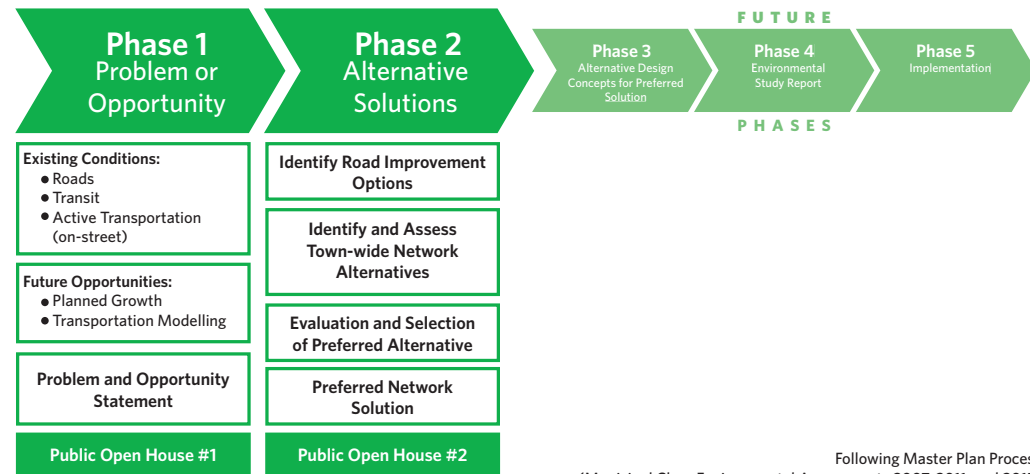 Phase 1
Problem or
Opportunity
Phase 2
Alternative
Solutions
FUTURE
Phase 3
Alternative Design
Concepts for Preferred
Solution
Phase 4
Environmental
Study Report
Phase 5
Implementation
PHASES
Existing Conditions:
• Roads
• Transit
• Active Transportation
(on-street)
Future Opportunities:
• Planned Growth
• Transportation Modelling
Problem and Opportunity
Statement
Public Open House #1
Identify Road Improvement
Options
Identify and Assess
Town-wide Network
Alternatives
Evaluation and Selection
of Preferred Alternative
Preferred Network
Solution
Public Open House #2
Following Master Plan Proces